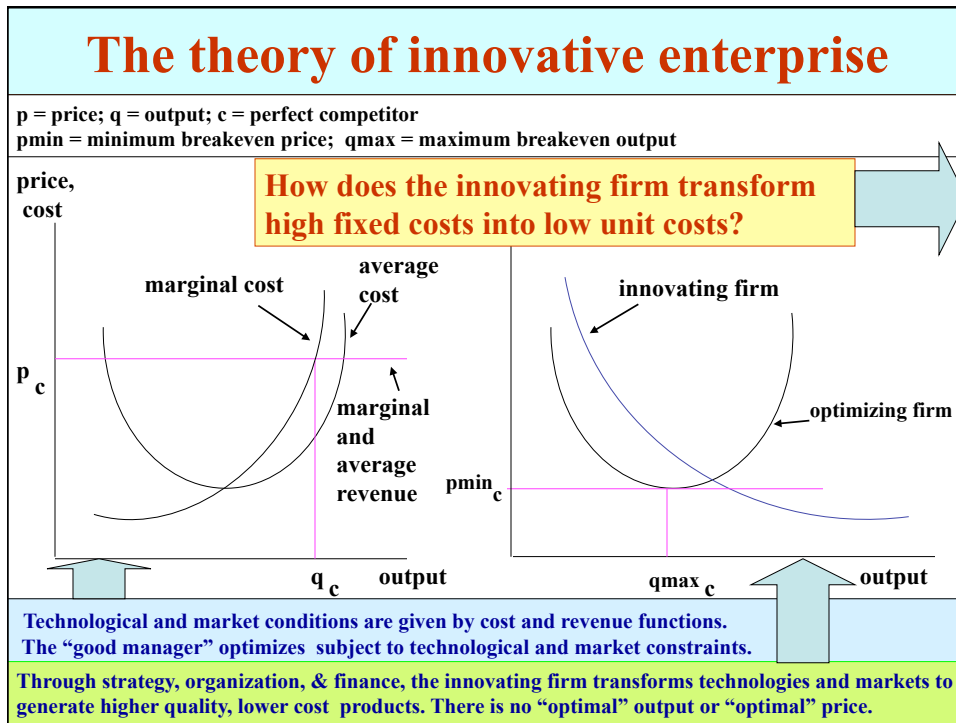 The theory of innovative enterprise
p = price; q = output; c = perfect competitor
pmin = minimum breakeven price;  qmax = maximum breakeven output
price,
cost
How does the innovating firm transform
high fixed costs into low unit costs?
marginal cost
average
cost
p c
marginal
and
average
revenue
q c
output
innovating firm
optimizing firm
pmin c
qmax c
output
Technological and market conditions are given by cost and revenue functions.
The “good manager” optimizes  subject to technological and market constraints.
Through strategy, organization, & finance, the innovating firm transforms technologies and markets to
generate higher quality, lower cost  products. There is no “optimal” output or “optimal” price.